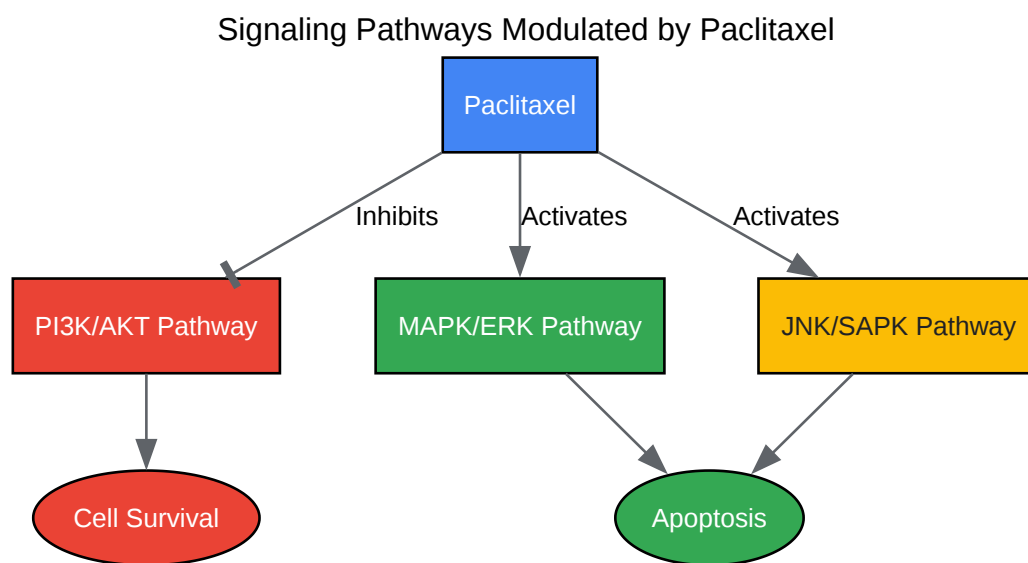 Signaling Pathways Modulated by Paclitaxel
Paclitaxel
Inhibits
Activates
Activates
PI3K/AKT Pathway
MAPK/ERK Pathway
JNK/SAPK Pathway
Cell Survival
Apoptosis